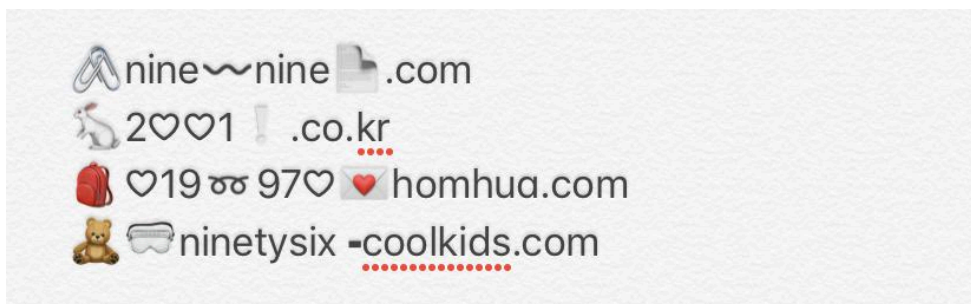 🖇️nine〰️nine📄.com
🐇2♡♡1❕.co.kr
🎒♡19➿97♡💌homhua.com
🧸🥽ninetysix -coolkids.com